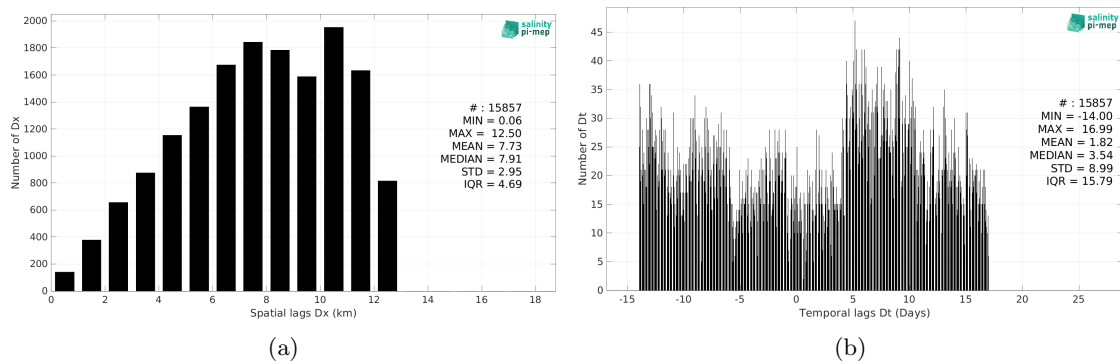 2000
1800
1600
1400
1200
1000
800
600
400
200
0
Number of Dx
0 2 4 6 8 10 12 14 16 18
Spatial lags Dx (km)
salinity
pi-mep
# : 15857
MIN = 0.06
MAX = 12.50
MEAN = 7.73
MEDIAN = 7.91
STD = 2.95
IQR = 4.69
(a)
45
40
35
30
25
20
15
10
5
0
Number of Dt
-15 -10 -5 0 5 10 15 20 25
Temporal lags Dt (Days)
salinity
pi-mep
# : 15857
MIN = -14.00
MAX = 16.99
MEAN = 1.82
MEDIAN = 3.54
STD = 8.99
IQR = 15.79
(b)